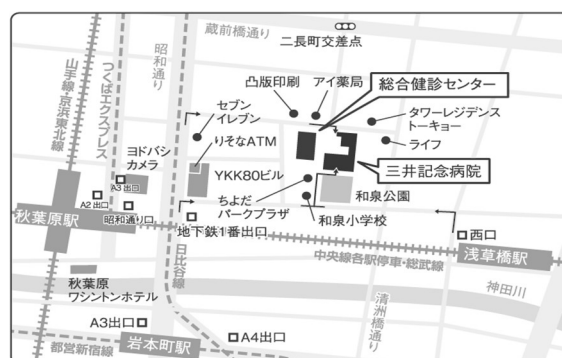 蔵前橋通り
二長町交差点
昭和通り
つくばエクスプレス
山手線・京浜東北線
凸版印刷
アイ薬局
総合健診センター
セブン
イレブン
タワーレジデンス
トーキョー
りそなATM
ライフ
ヨドバシ
カメラ
YKK80ビル
三井記念病院
A3出口
A2出口
ちよだ
パークプラザ
和泉公園
秋葉原駅
昭和通り口
地下鉄1番出口
和泉小学校
西口
浅草橋駅
日比谷線
中央線各駅停車・総武線
神田川
清洲橋通り
秋葉原
ワシントンホテル
A3出口
A4出口
都営新宿線
岩本町駅